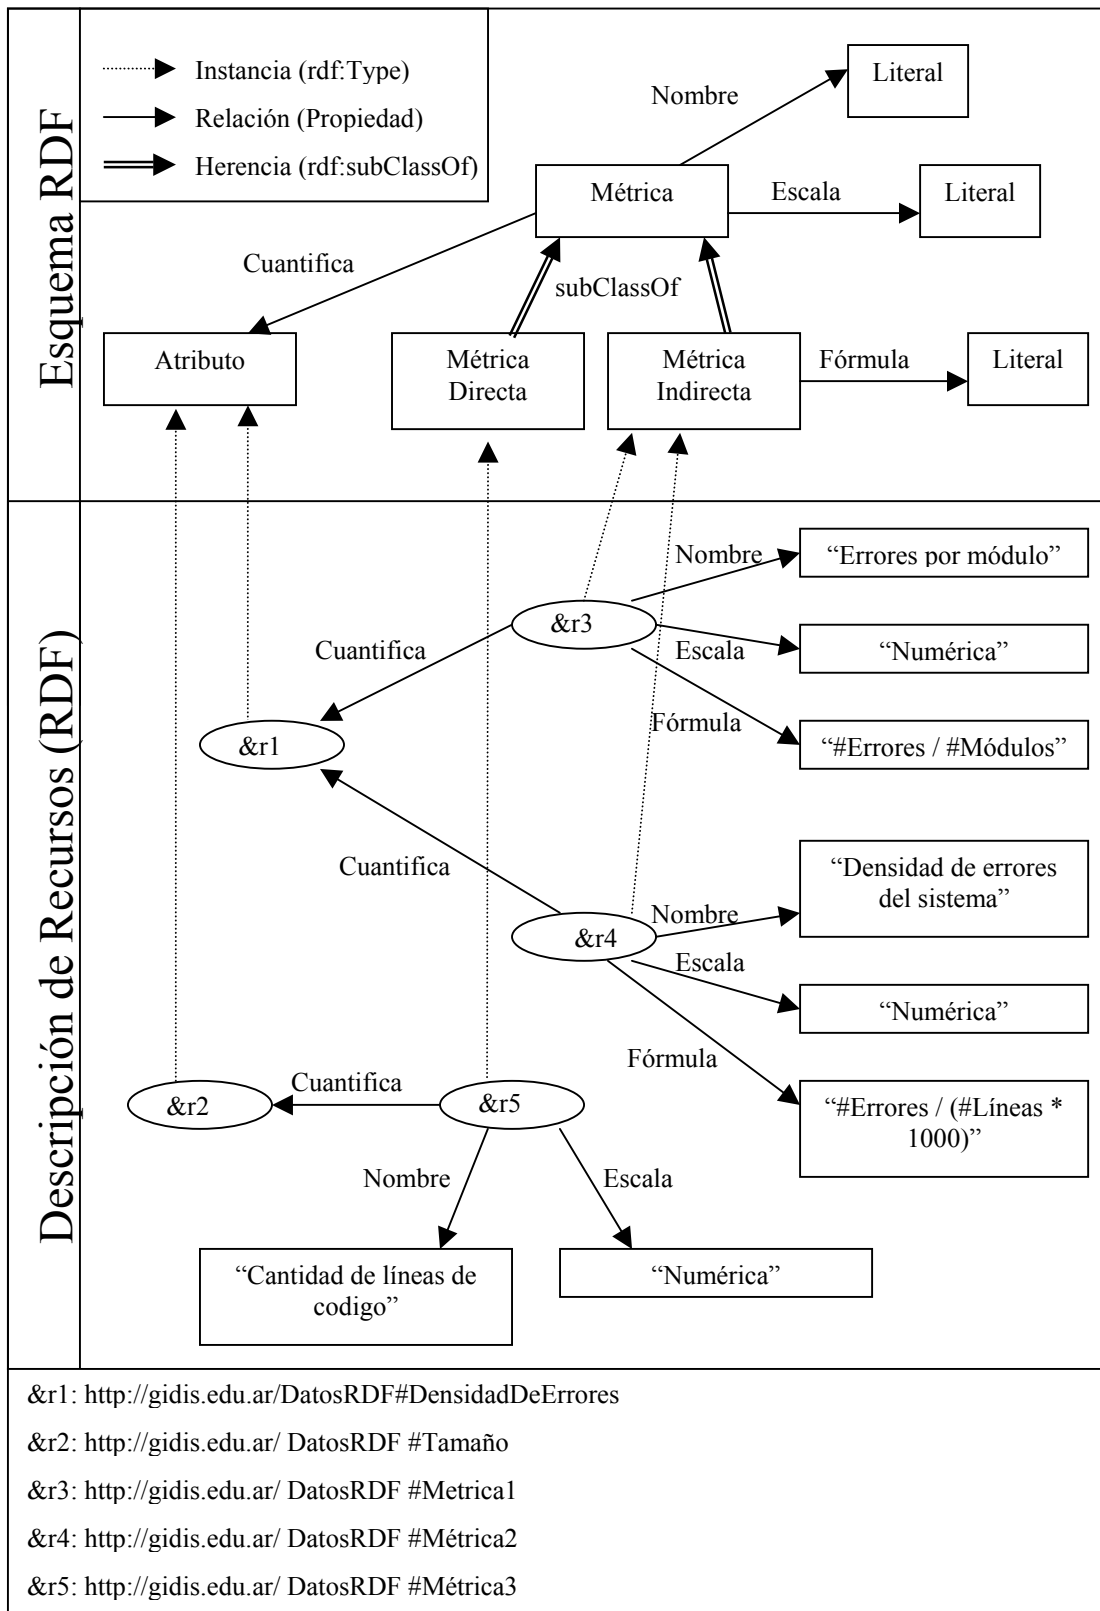 Esquema RDF
Instancia (rdf:Type)
Relación (Propiedad)
Herencia (rdf:subClassOf)
Literal
Nombre
Métrica
Escala
Literal
Cuantifica
subClassOf
Atributo
Métrica
Directa
Métrica
Indirecta
Fórmula
Literal
Descripción de Recursos (RDF)
Nombre
“Errores por módulo”
&r3
Cuantifica
Escala
“Numérica”
Fórmula
“#Errores / #Módulos”
&r1
Cuantifica
“Densidad de errores
del sistema”
Nombre
&r4
Escala
“Numérica”
Fórmula
“#Errores / (#Líneas *
1000)”
Cuantifica
&r2
&r5
Nombre
Escala
“Cantidad de líneas de
codigo”
“Numérica”
&r1: http://gidis.edu.ar/DatosRDF#DensidadDeErrores
&r2: http://gidis.edu.ar/ DatosRDF #Tamaño
&r3: http://gidis.edu.ar/ DatosRDF #Metrica1
&r4: http://gidis.edu.ar/ DatosRDF #Métrica2
&r5: http://gidis.edu.ar/ DatosRDF #Métrica3